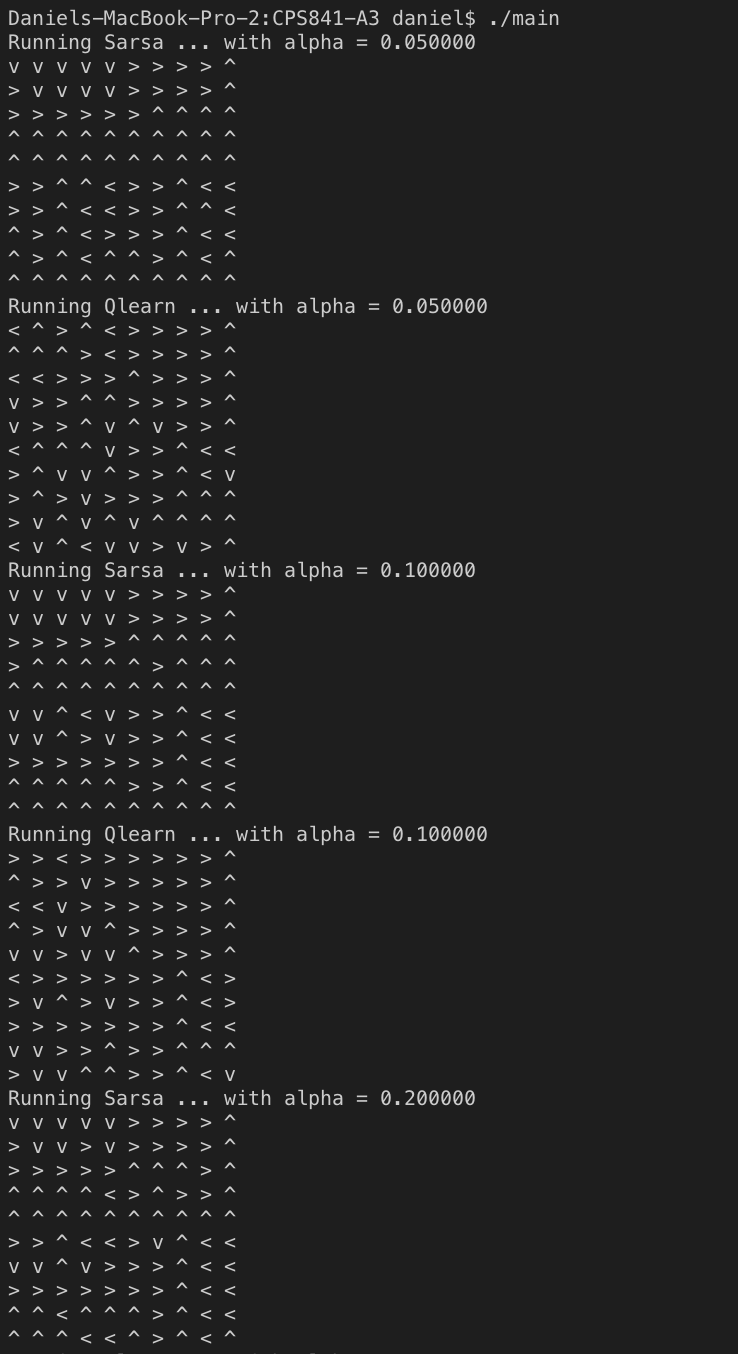 Daniels-MacBook-Pro-2:CPS841-A3 daniel$ ./main
Running Sarsa ... with alpha = 0.050000
v v v v v > > > > ^
> v v v v > > > > ^
> > > > > > ^ ^ ^ ^
^ ^ ^ ^ ^ ^ ^ ^ ^ ^
^ ^ ^ ^ ^ ^ ^ ^ ^ ^
> > ^ ^ < > > ^ < <
> > ^ < < > > ^ ^ <
^ > ^ < > > > ^ < <
^ > ^ < ^ ^ > ^ < ^
^ ^ ^ ^ ^ ^ ^ ^ ^ ^
Running Qlearn ... with alpha = 0.050000
< ^ > ^ < > > > > ^
^ ^ ^ > < > > > > ^
< < > > > ^ > > > ^
v > > ^ ^ > > > > ^
v > > ^ v ^ v > > ^
< ^ ^ ^ v > > ^ < <
> ^ v v ^ > > ^ < v
> ^ > v > > > ^ ^ ^
> v ^ v ^ v ^ ^ ^ ^
< v ^ < v v > v > ^
Running Sarsa ... with alpha = 0.100000
v v v v v > > > > ^
v v v v v > > > > ^
> > > > > ^ ^ ^ ^ ^
> ^ ^ ^ ^ ^ > ^ ^ ^
^ ^ ^ ^ ^ ^ ^ ^ ^ ^
v v ^ < v > > ^ < <
v v ^ > v > > ^ < <
> > > > > > > ^ < <
^ ^ ^ ^ ^ > > ^ < <
^ ^ ^ ^ ^ ^ ^ ^ ^ ^
Running Qlearn ... with alpha = 0.100000
> > < > > > > > > ^
^ > > v > > > > > ^
< < v > > > > > > ^
^ > v v ^ > > > > ^
v v > v v ^ > > > ^
< > > > > > > ^ < >
> v ^ > v > > ^ < >
> > > > > > > ^ < <
v v > > ^ > > ^ ^ ^
> v v ^ ^ > > ^ < v
Running Sarsa ... with alpha = 0.200000
v v v v v > > > > ^
> v v > v > > > > ^
> > > > > ^ ^ ^ > ^
^ ^ ^ ^ < > ^ > > ^
^ ^ ^ ^ ^ ^ ^ ^ ^ ^
> > ^ < < > v ^ < <
v v ^ v > > > ^ < <
> > > > > > > ^ < <
^ ^ < ^ ^ ^ > ^ < <
^ ^ ^ < < ^ > ^ < ^